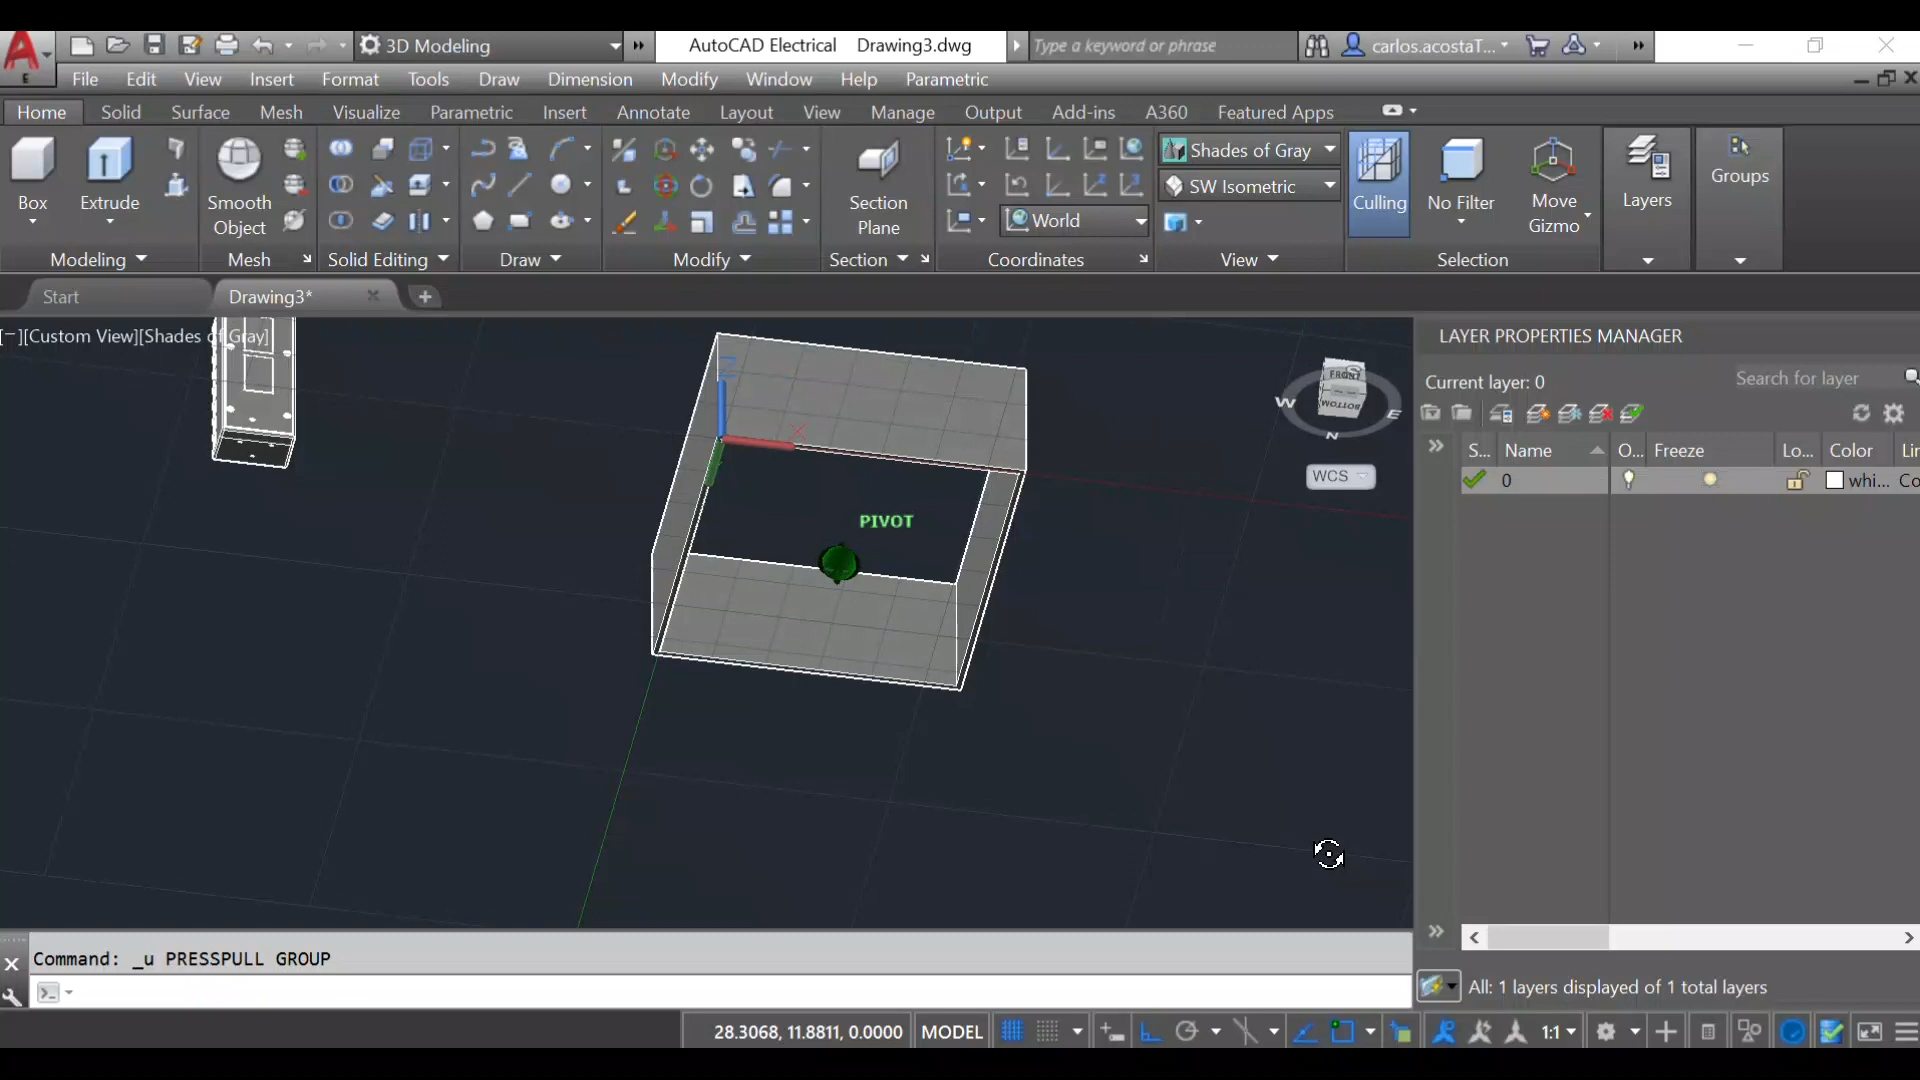 3D Modeling
AutoCAD Electrical Drawing3.dwg
Type a keyword or phrase
carlos.acostaT...
E
File Edit View Insert Format Tools Draw Dimension Modify Window Help Parametric
Home Solid Surface Mesh Visualize Parametric Insert Annotate Layout View Manage Output Add-ins A360 Featured Apps
Box
Extrude
Smooth
Object
Section
Plane
World
Shades of Gray
SW Isometric
Culling
No Filter
Move
Gizmo
Layers
Groups
Modeling Mesh Solid Editing Draw Modify Section Coordinates View Selection
Start Drawing3* +
[−][Custom View][Shades of Gray]
X
PIVOT
FRONT
BOTTOM
W
E
N
WCS
LAYER PROPERTIES MANAGER
Current layer: 0
Search for layer
S... Name O... Freeze Lo... Color
0 whi... Co
All: 1 layers displayed of 1 total layers
Command: _u PRESSPULL GROUP
28.3068, 11.8811, 0.0000 MODEL 1:1